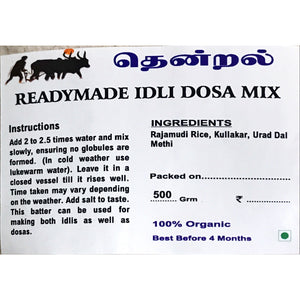 தென்றல்
READYMADE IDLI DOSA MIX
Instructions
Add 2 to 2.5 times water and mix
slowly, ensuring no globules are
formed. (In cold weather use
lukewarm water). Leave it in a
closed vessel till it rises well.
Time taken may vary depending
on the weather. Add salt to taste.
This batter can be used for
making both idlis as well as
dosas.
INGREDIENTS
Rajamudi Rice, Kullakar, Urad Dal
Methi
Packed on....................
500 Grm ₹ ....................
100% Organic
Best Before 4 Months